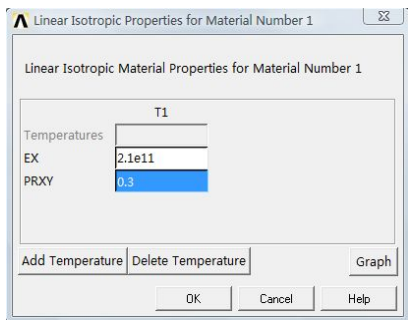 Linear Isotropic Properties for Material Number 1
Linear Isotropic Material Properties for Material Number 1
T1
Temperatures
EX 2.1e11
PRXY 0.3
Add Temperature Delete Temperature Graph
OK Cancel Help